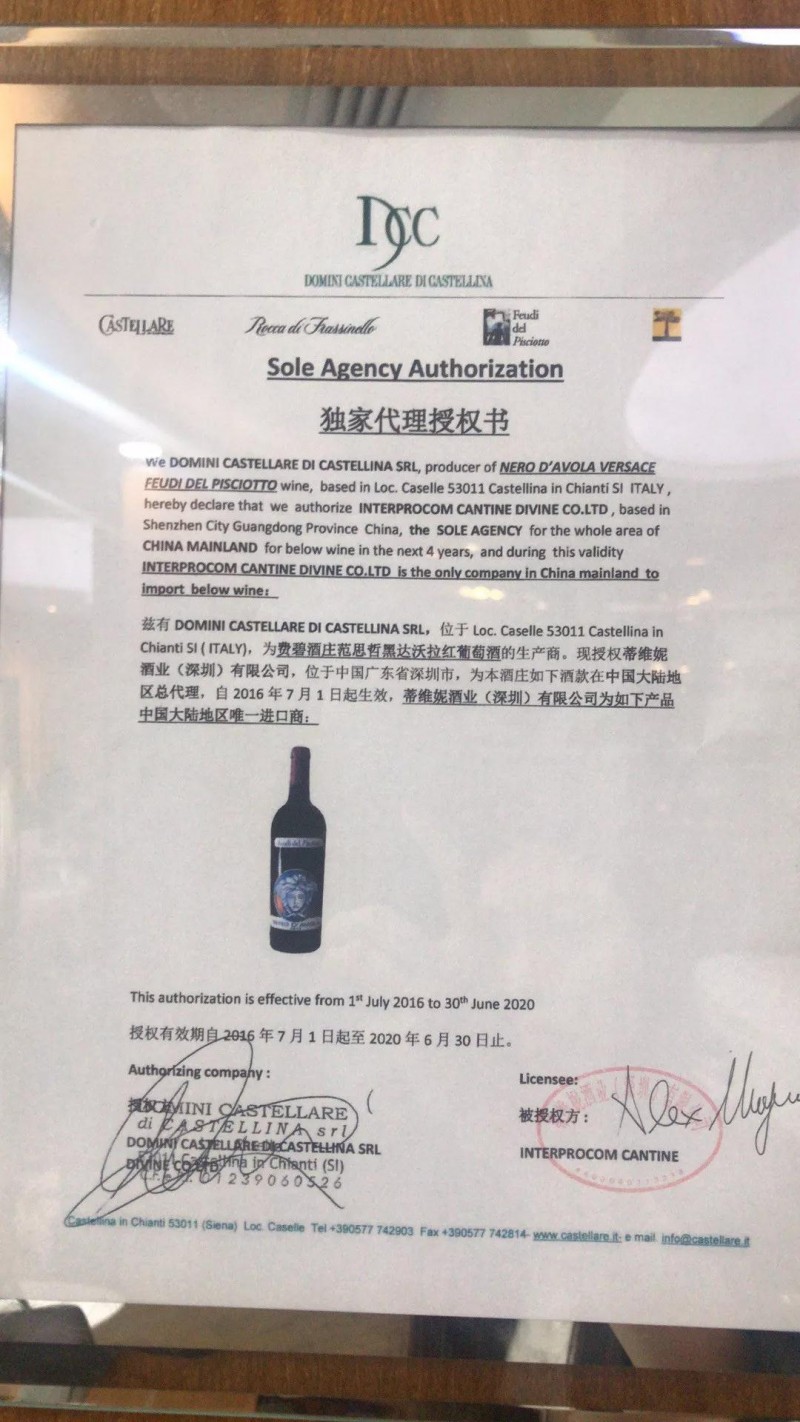 DCC
DOMINI CASTELLARE DI CASTELLINA
CASTELLARE Rocca di Frassinello Feudi del Pisciotto
Sole Agency Authorization
独家代理授权书
We DOMINI CASTELLARE DI CASTELLINA SRL, producer of NERO D'AVOLA VERSACE
FEUDI DEL PISCIOTTO wine, based in Loc. Caselle 53011 Castellina in Chianti SI ITALY ,
hereby declare that we authorize INTERPROCOM CANTINE DIVINE CO.LTD , based in
Shenzhen City Guangdong Province China, the SOLE AGENCY for the whole area of
CHINA MAINLAND for below wine in the next 4 years, and during this validity
INTERPROCOM CANTINE DIVINE CO.LTD is the only company in China mainland to
import below wine:
兹有 DOMINI CASTELLARE DI CASTELLINA SRL，位于 Loc. Caselle 53011 Castellina in
Chianti SI ( ITALY)，为费碧酒庄范思哲黑达沃拉红葡萄酒的生产商。现授权蒂维妮
酒业（深圳）有限公司，位于中国广东省深圳市，为本酒庄如下酒款在中国大陆地
区总代理，自 2016 年 7 月 1 日起生效，蒂维妮酒业（深圳）有限公司为如下产品
中国大陆地区唯一进口商：
This authorization is effective from 1st July 2016 to 30th June 2020
授权有效期自 2016 年 7 月 1 日起至 2020 年 6 月 30 日止。
Authorizing company :
授权方
DOMINI CASTELLARE
di CASTELLINA srl
DOMINI CASTELLARE DI CASTELLINA SRL
DIVINE CO.LTD
53011 Castellina in Chianti (SI)
01239060526
Licensee:
被授权方：
Alex
INTERPROCOM CANTINE
Castellina in Chianti 53011 (Siena) Loc. Caselle Tel +390577 742903 Fax +390577 742814- www.castellare.it- e mail info@castellare.it